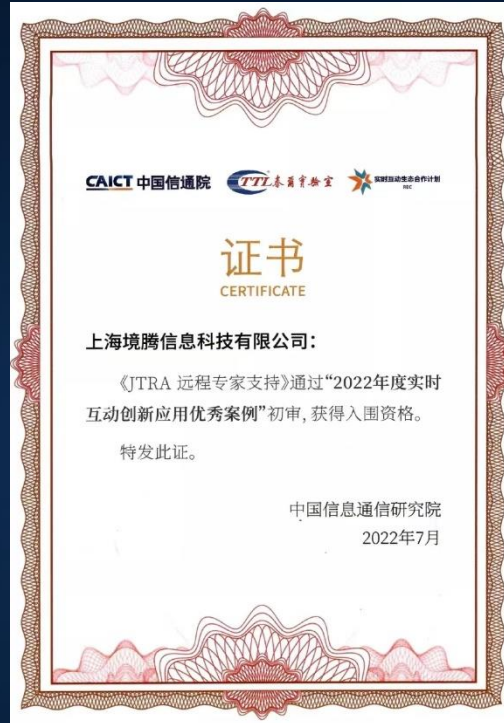 CAICT 中国信通院 CTTL 泰尔实验室 实时互动生态合作计划
证书
CERTIFICATE
上海境腾信息科技有限公司：
《JTRA 远程专家支持》通过“2022年度实时
互动创新应用优秀案例”初审，获得入围资格。
特发此证。
中国信息通信研究院
2022年7月